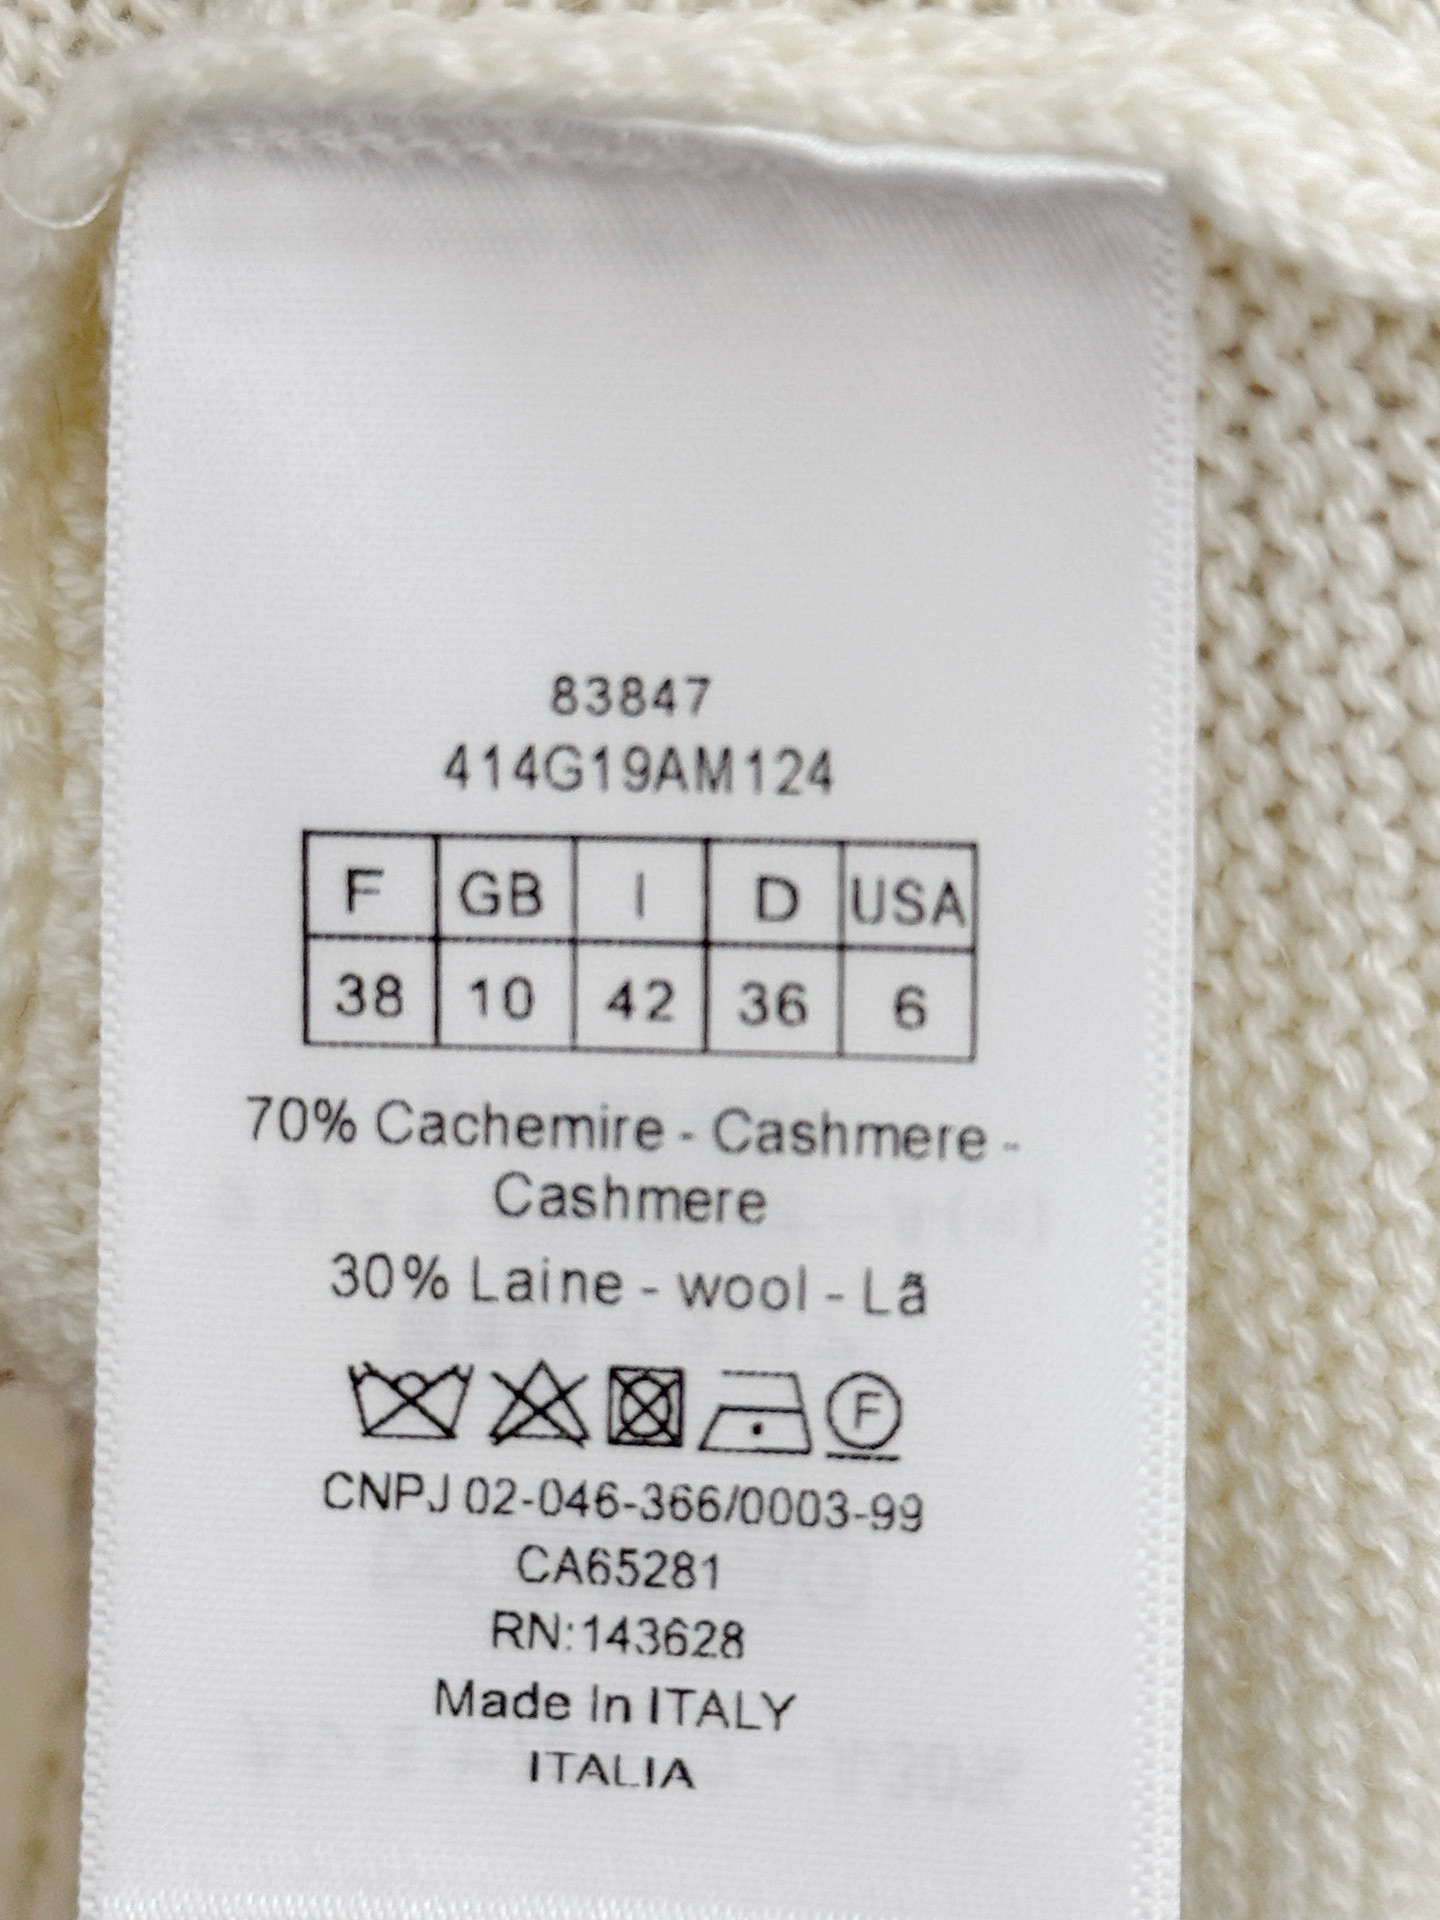 83847
414G19AM124
F GB I D USA
38 10 42 36 6
70% Cachemire - Cashmere -
Cashmere
30% Laine - wool - Lã
F
CNPJ 02-046-366/0003-99
CA65281
RN:143628
Made In ITALY
ITALIA